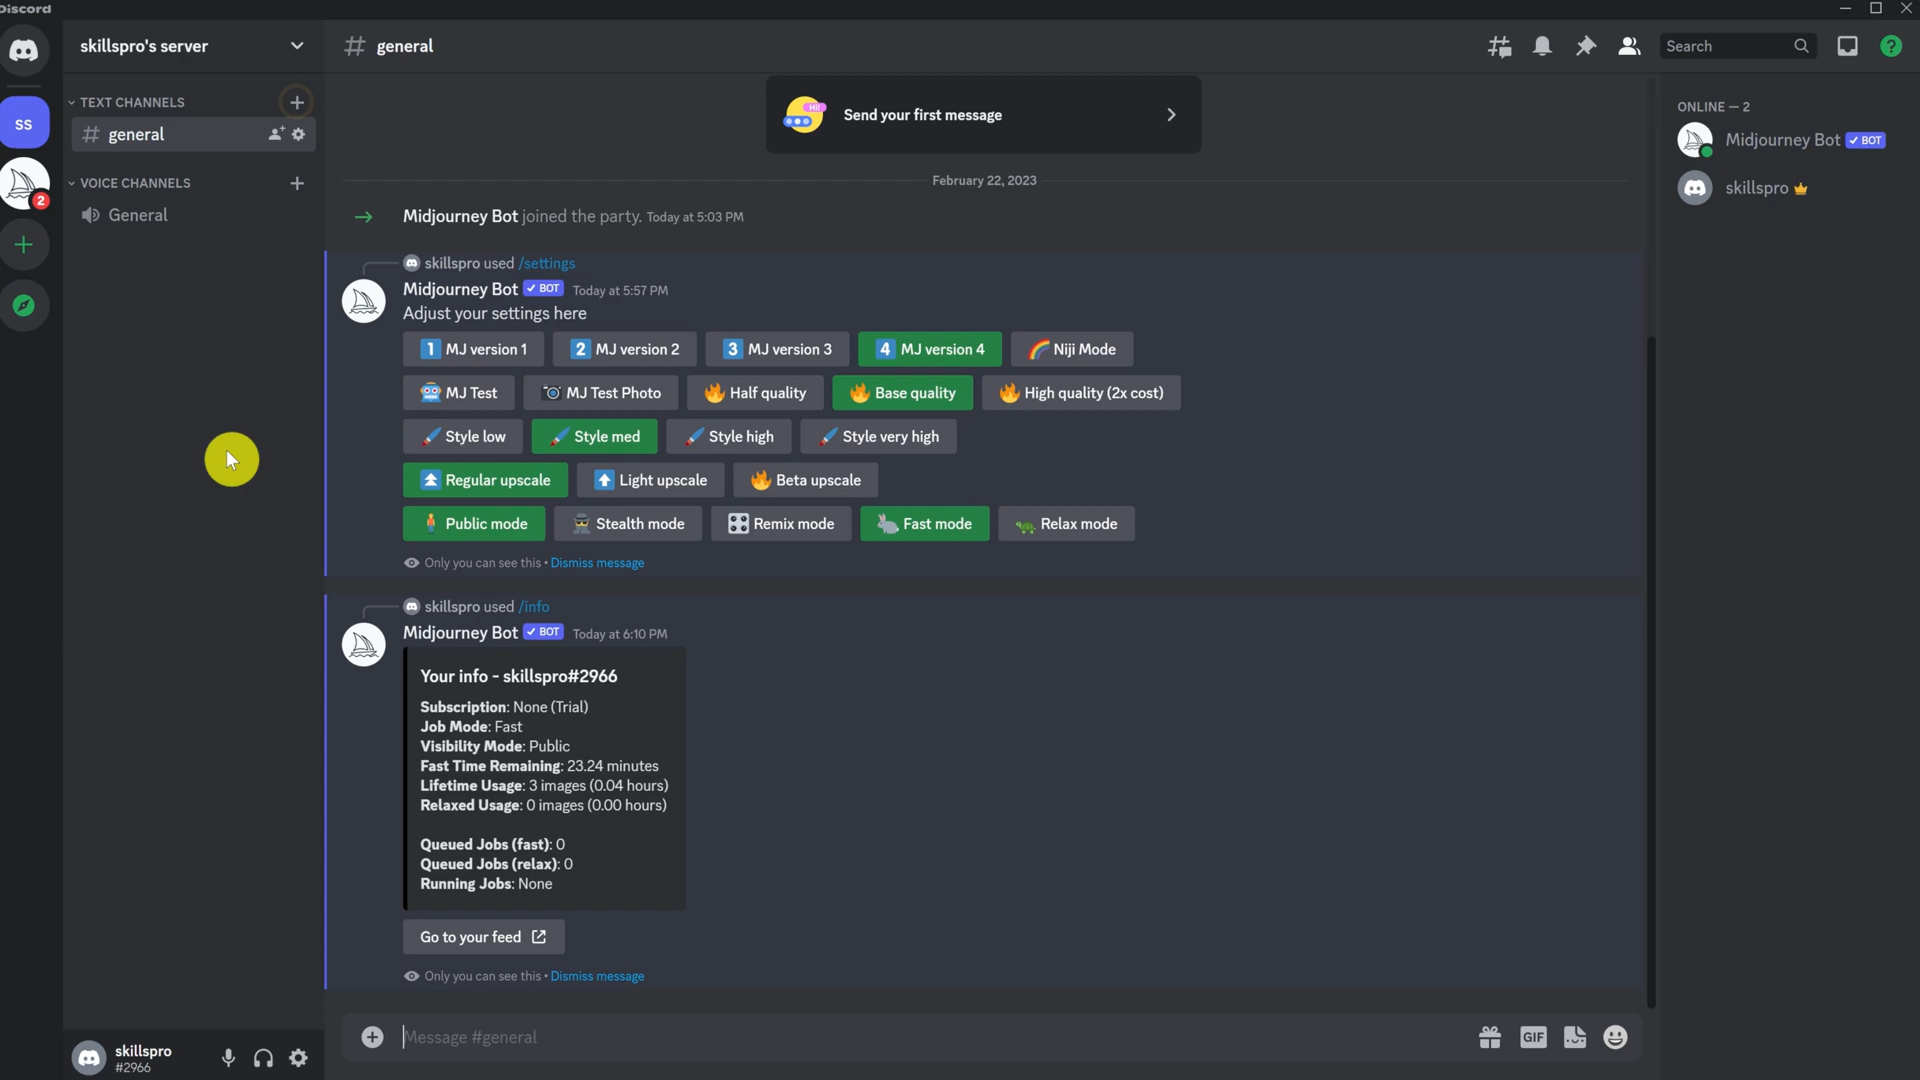 Discord
skillspro's server
general
Search
SS
2
TEXT CHANNELS
general
VOICE CHANNELS
General
Hi!
Send your first message
February 22, 2023
Midjourney Bot joined the party. Today at 5:03 PM
skillspro used /settings
Midjourney Bot ✓ BOT Today at 5:57 PM
Adjust your settings here
1 MJ version 1 2 MJ version 2 3 MJ version 3 4 MJ version 4 Niji Mode
MJ Test MJ Test Photo Half quality Base quality High quality (2x cost)
Style low Style med Style high Style very high
Regular upscale Light upscale Beta upscale
Public mode Stealth mode Remix mode Fast mode Relax mode
Only you can see this • Dismiss message
skillspro used /info
Midjourney Bot ✓ BOT Today at 6:10 PM
Your info - skillspro#2966
Subscription: None (Trial)
Job Mode: Fast
Visibility Mode: Public
Fast Time Remaining: 23.24 minutes
Lifetime Usage: 3 images (0.04 hours)
Relaxed Usage: 0 images (0.00 hours)
Queued Jobs (fast): 0
Queued Jobs (relax): 0
Running Jobs: None
Go to your feed
Only you can see this • Dismiss message
Message #general
GIF
skillspro
#2966
ONLINE — 2
Midjourney Bot ✓ BOT
skillspro